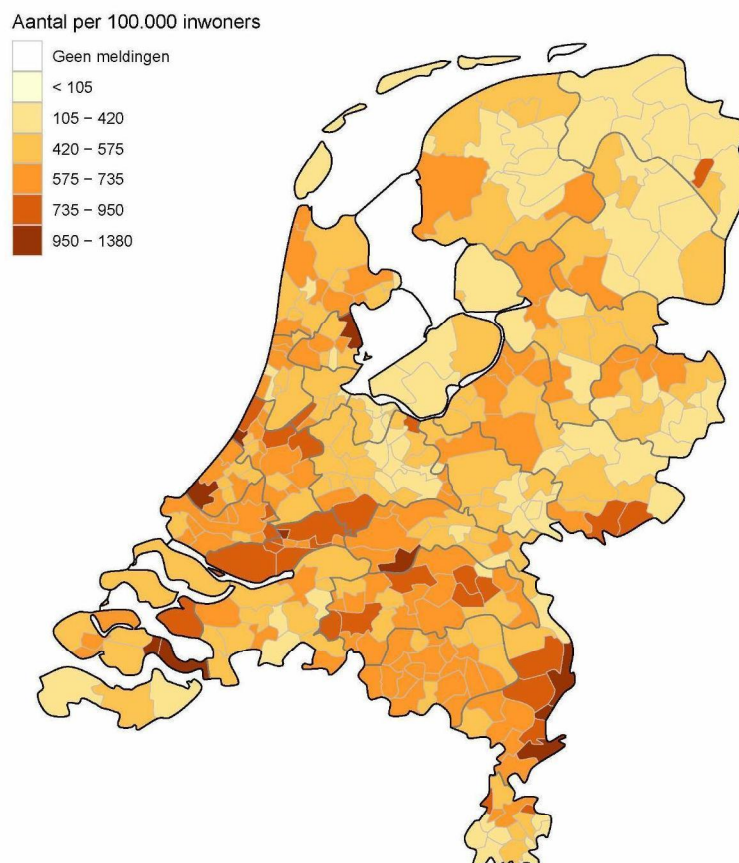 Aantal per 100.000 inwoners
Geen meldingen
< 105
105 – 420
420 – 575
575 – 735
735 – 950
950 – 1380